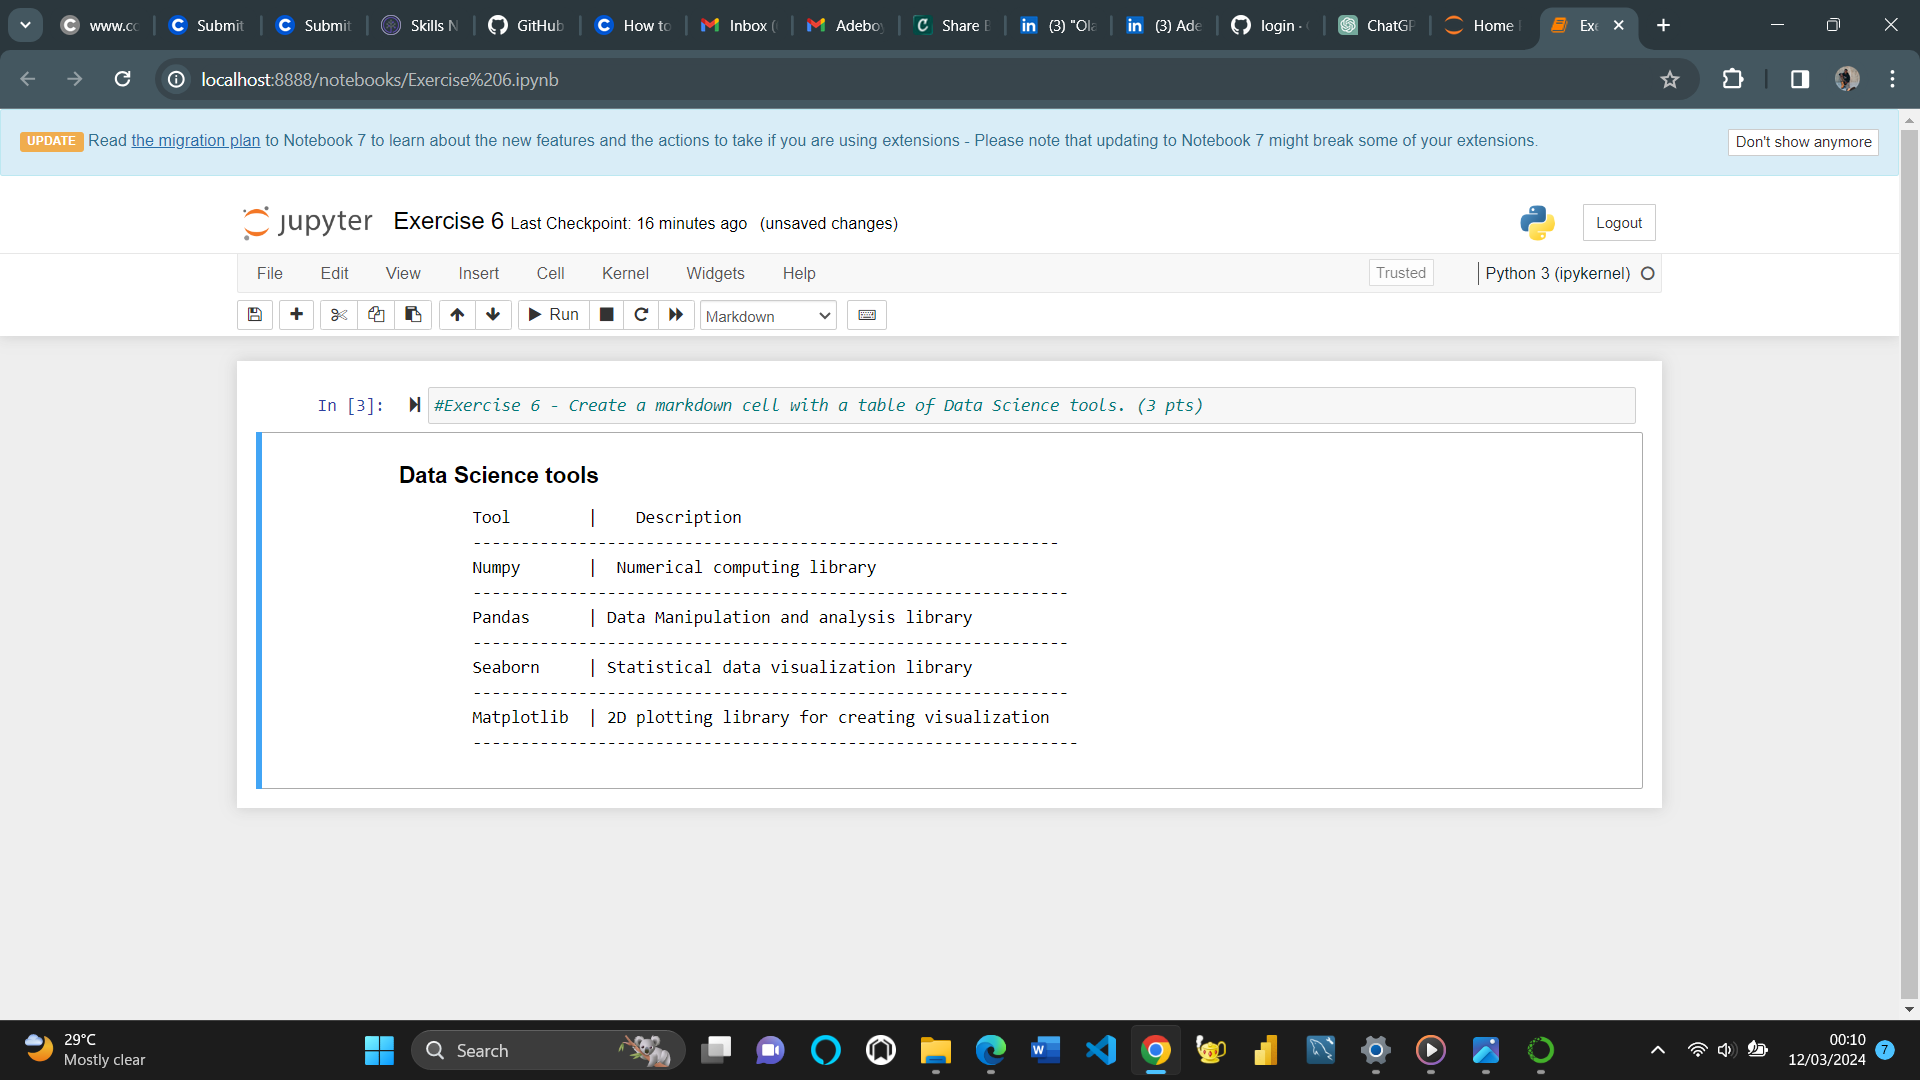 www.cc
Submit
Submit
Skills N
GitHub
How to
Inbox (
Adeboy
Share E
(3) "Ola
(3) Ade
login ·
ChatGP
Home
Exe
localhost:8888/notebooks/Exercise%206.ipynb
UPDATE Read the migration plan to Notebook 7 to learn about the new features and the actions to take if you are using extensions - Please note that updating to Notebook 7 might break some of your extensions.
Don't show anymore
jupyter Exercise 6 Last Checkpoint: 16 minutes ago (unsaved changes)
Logout
File Edit View Insert Cell Kernel Widgets Help
Trusted
Python 3 (ipykernel)
Run
Markdown
In [3]: #Exercise 6 - Create a markdown cell with a table of Data Science tools. (3 pts)
Data Science tools
Tool | Description
-------------------------------------------------------------
Numpy | Numerical computing library
--------------------------------------------------------------
Pandas | Data Manipulation and analysis library
--------------------------------------------------------------
Seaborn | Statistical data visualization library
--------------------------------------------------------------
Matplotlib | 2D plotting library for creating visualization
---------------------------------------------------------------
29°C
Mostly clear
Search
00:10
12/03/2024
7